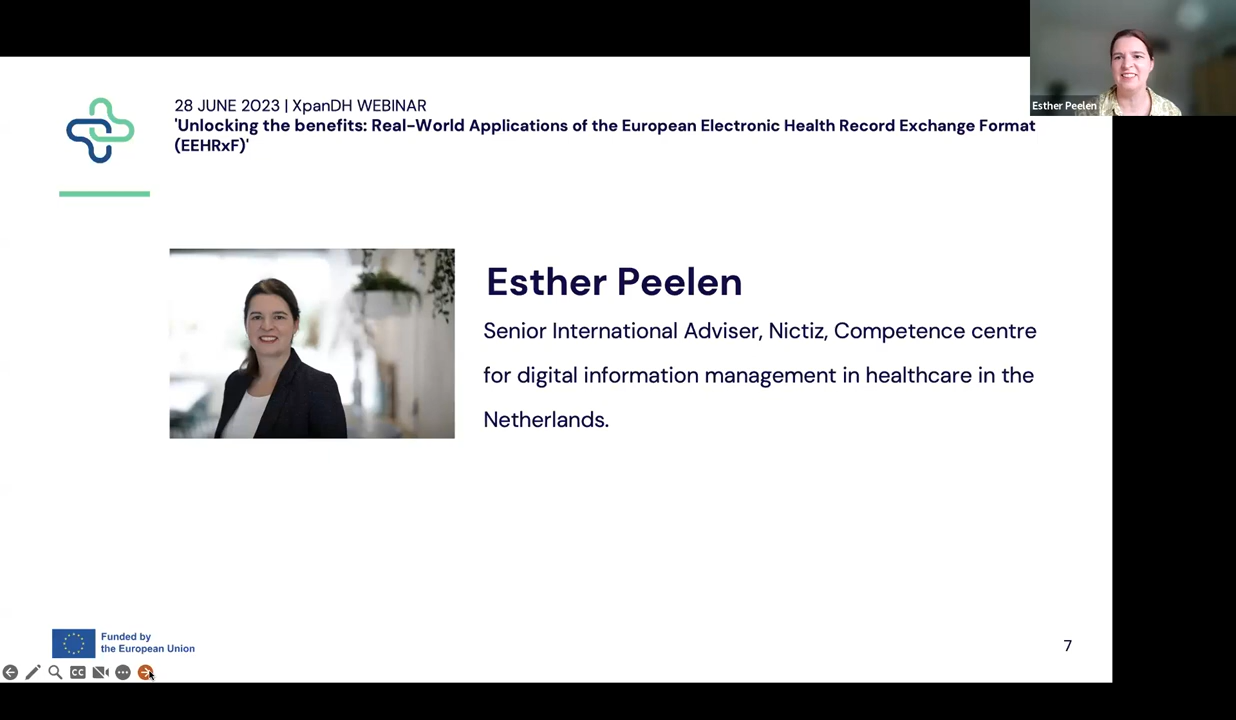 28 JUNE 2023 | XpanDH WEBINAR
'Unlocking the benefits: Real-World Applications of the European Electronic Health Record Exchange Format
(EEHRxF)'
Esther Peelen
Esther Peelen
Senior International Adviser, Nictiz, Competence centre
for digital information management in healthcare in the
Netherlands.
Funded by
the European Union
7
CC